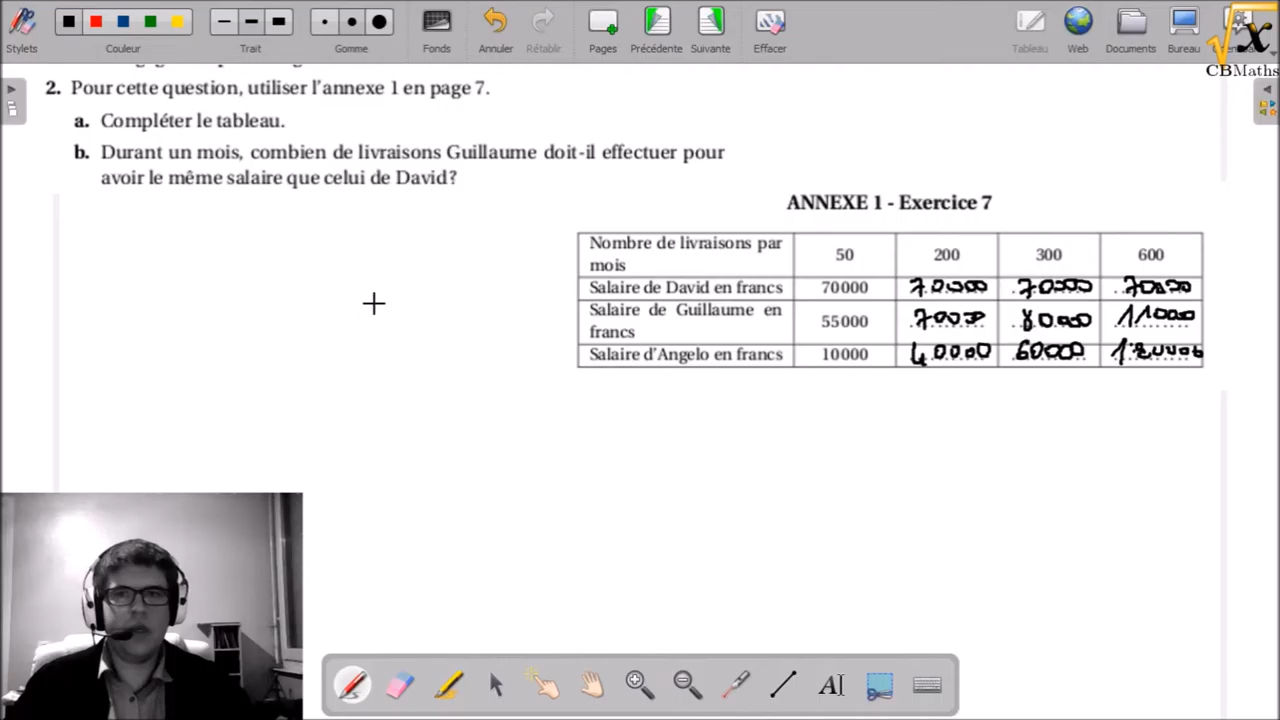 Stylets Couleur Trait Gomme Fonds Annuler Rétablir Pages Précédente Suivante Effacer Tableau Web Documents Bureau
CBMaths
2. Pour cette question, utiliser l'annexe 1 en page 7.
a. Compléter le tableau.
b. Durant un mois, combien de livraisons Guillaume doit-il effectuer pour
avoir le même salaire que celui de David?
ANNEXE 1 - Exercice 7
Nombre de livraisons par
mois
50 200 300 600
Salaire de David en francs 70000 70000 70000 70000
Salaire de Guillaume en
francs
55000 70000 80000 110000
Salaire d'Angelo en francs 10000 40000 60000 120000